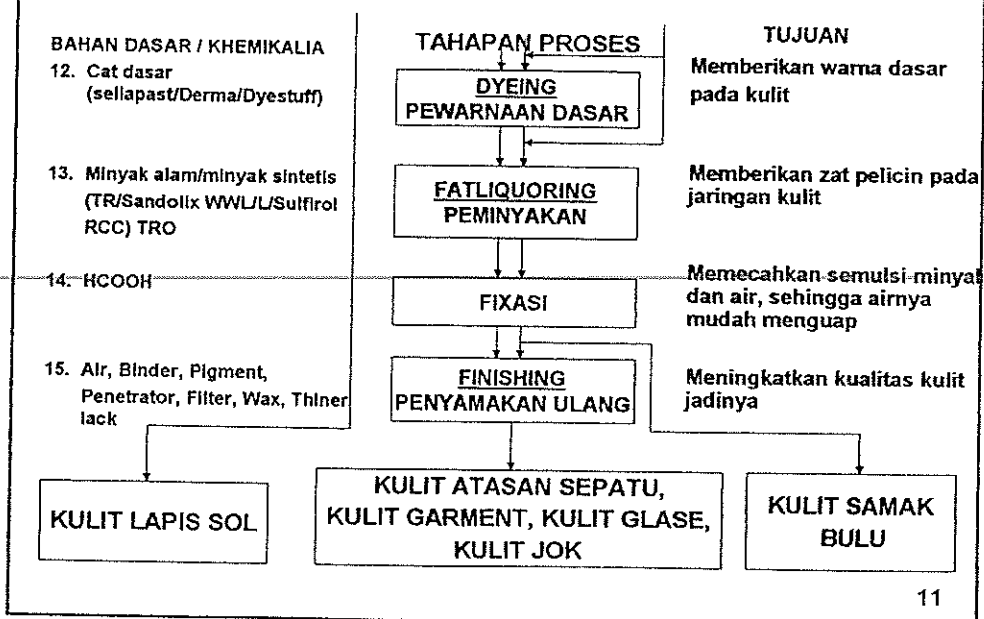 BAHAN DASAR / KHEMIKALIA
TAHAPAN PROSES
TUJUAN
12. Cat dasar
(sellapast/Derma/Dyestuff)
DYEING
PEWARNAAN DASAR
Memberikan warna dasar
pada kulit
13. Minyak alam/minyak sintetis
(TR/Sandolix WWL/L/Sulfirol
RCC) TRO
FATLIQUORING
PEMINYAKAN
Memberikan zat pelicin pada
jaringan kulit
14. HCOOH
FIXASI
Memecahkan semulsi minyak
dan air, sehingga airnya
mudah menguap
15. Air, Binder, Pigment,
Penetrator, Filter, Wax, Thiner
lack
FINISHING
PENYAMAKAN ULANG
Meningkatkan kualitas kulit
jadinya
KULIT LAPIS SOL
KULIT ATASAN SEPATU,
KULIT GARMENT, KULIT GLASE,
KULIT JOK
KULIT SAMAK
BULU
11